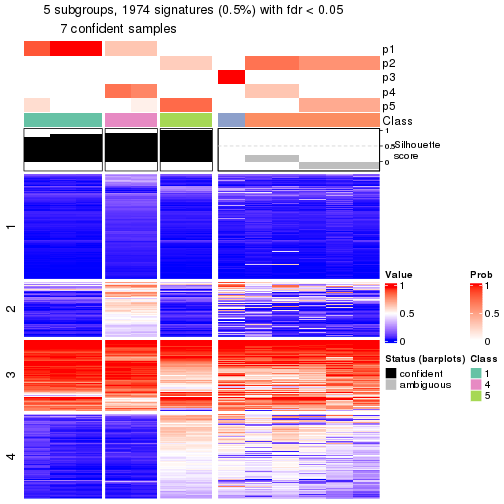 5 subgroups, 1974 signatures (0.5%) with fdr < 0.05
7 confident samples
p1
p2
p3
p4
p5
Class
1
0.5
0
Silhouette
score
1
2
3
4
Value
1
0.5
0
Prob
1
0.5
0
Status (barplots)
confident
ambiguous
Class
1
4
5